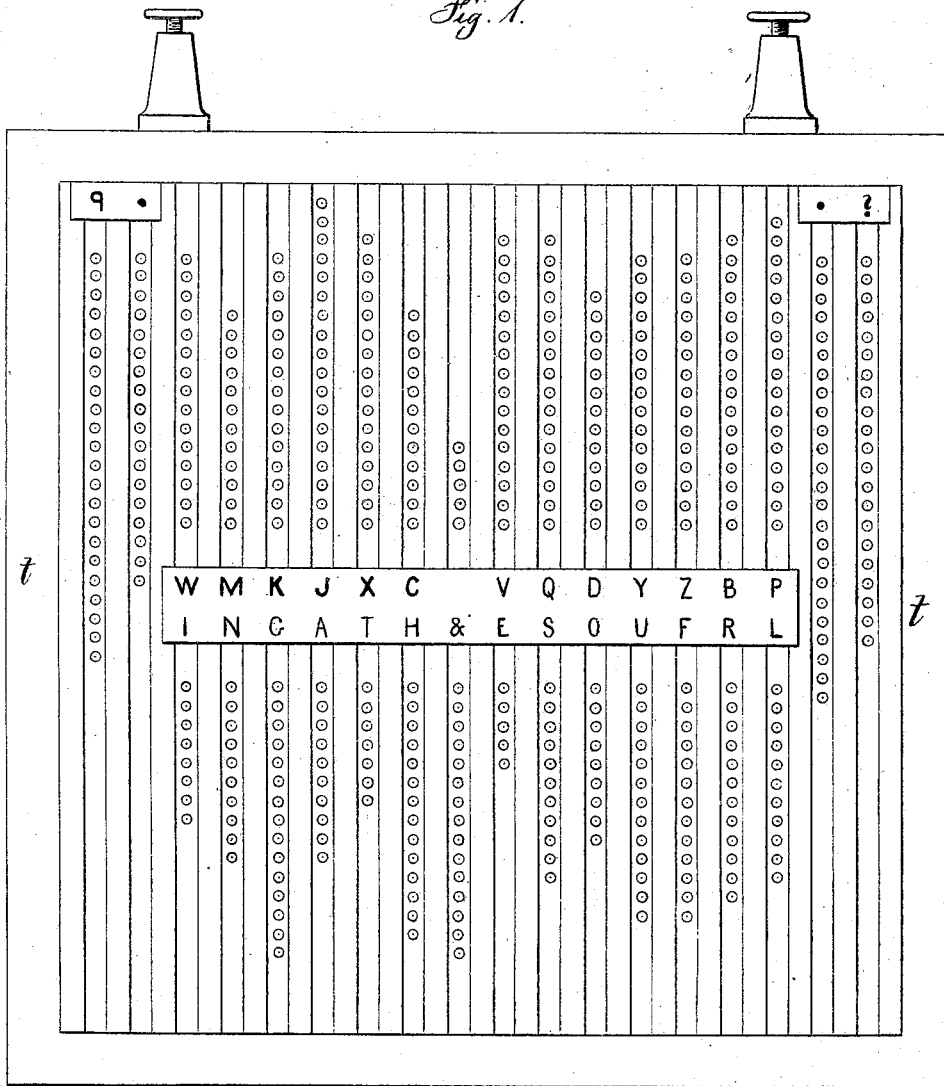 Fig. 1.
9 • • ?
t
W M K J X C V Q D Y Z B P
I N G A T H & E S O U F R L
t